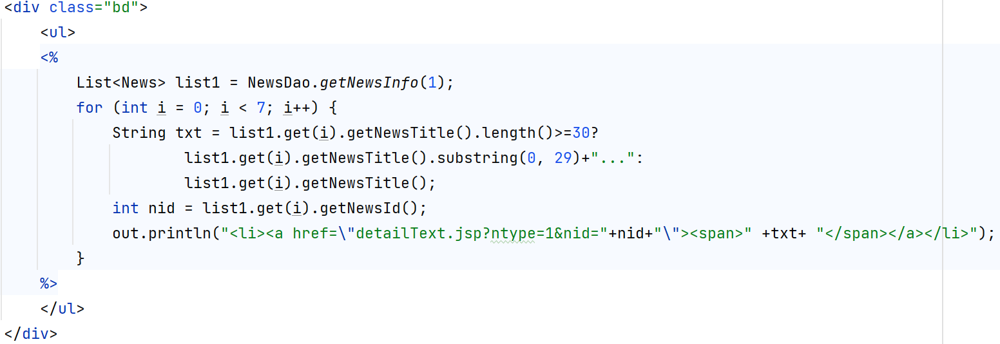 <div class="bd">
    <ul>
    <%
        List<News> list1 = NewsDao.getNewsInfo(1);
        for (int i = 0; i < 7; i++) {
            String txt = list1.get(i).getNewsTitle().length()>=30?
                    list1.get(i).getNewsTitle().substring(0, 29)+"...":
                    list1.get(i).getNewsTitle();
            int nid = list1.get(i).getNewsId();
            out.println("<li><a href=\"detailText.jsp?ntype=1&nid="+nid+"\"><span>" +txt+ "</span></a></li>");
        }
    %>
    </ul>
</div>